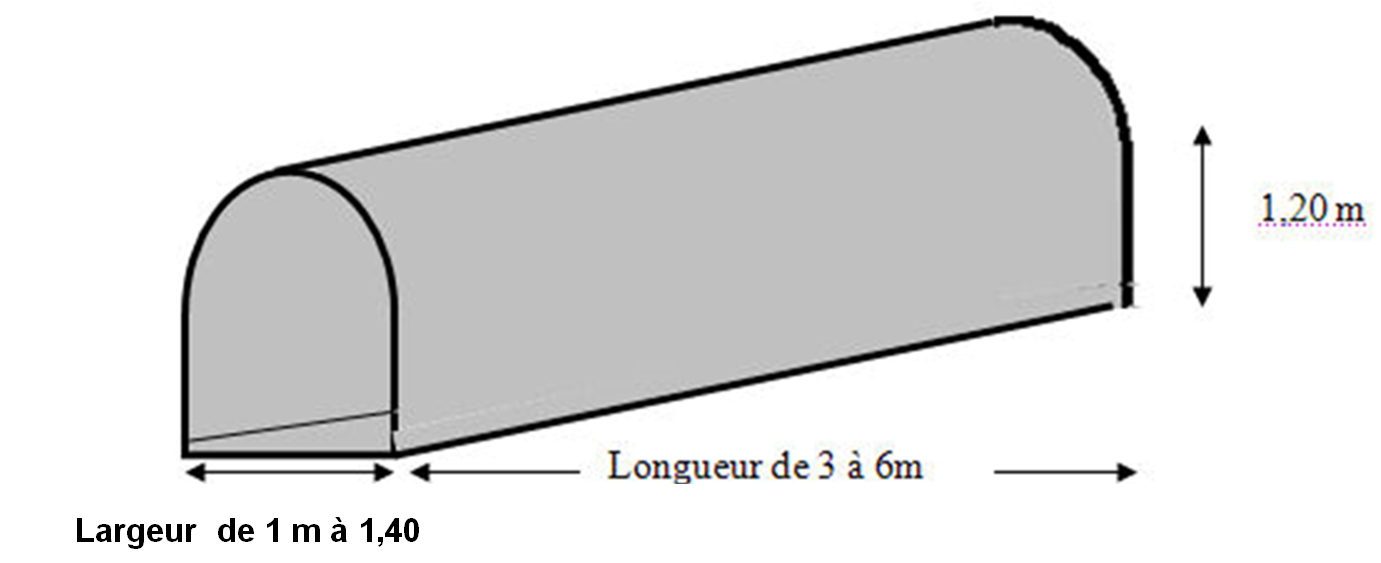 1,20 m
Longueur de 3 à 6m
Largeur de 1 m à 1,40